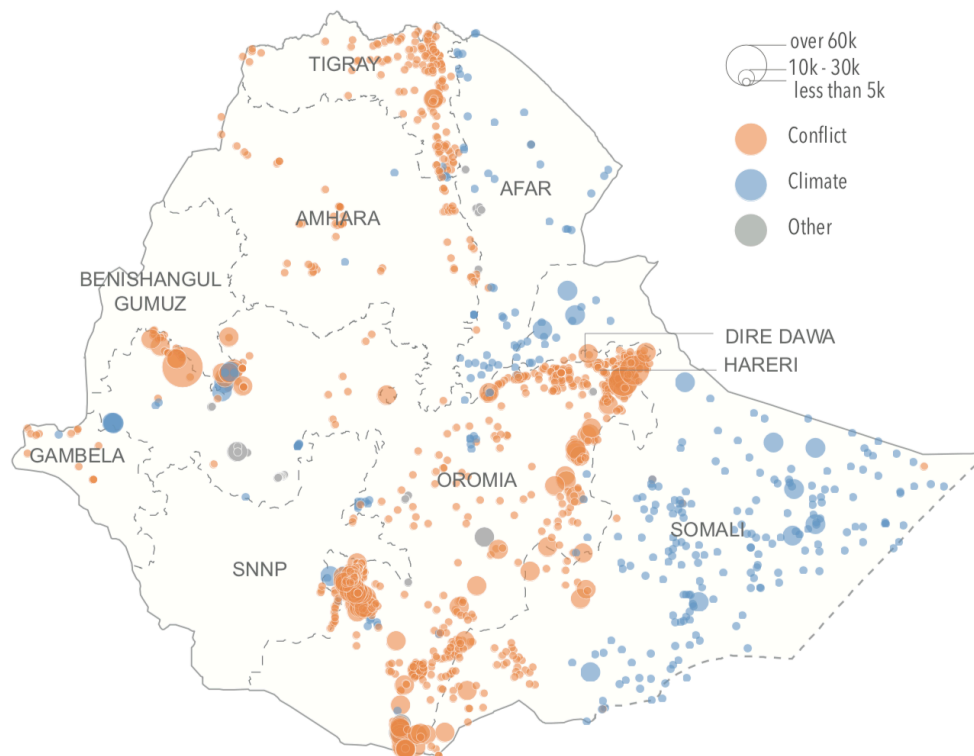 over 60k
10k - 30k
less than 5k
Conflict
Climate
Other
TIGRAY
AFAR
AMHARA
BENISHANGUL
GUMUZ
DIRE DAWA
HARERI
GAMBELA
OROMIA
SOMALI
SNNP